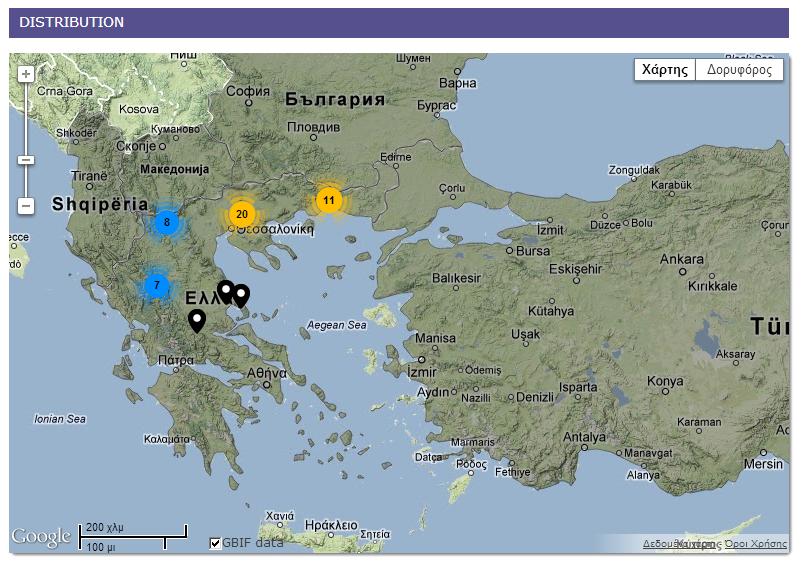 DISTRIBUTION
Ниш
Шумен
Crna Gora
София
Варна
Χάρτης
Δορυφόρος
Kosova
България
Бургас
Shkodër
Куманово
Скопје
Пловдив
Tiranë
Македонија
Edirne
Zonguldak
Karabük
Shqipëria
8
20
11
Çorlu
Θεσσαλονίκη
İzmit
Düzce
Bolu
Çorum
ecce
Bursa
Ankara
Eskişehir
Balıkesir
Kırıkkale
7
Ελλ
Kütahya
Aegean Sea
Manisa
Uşak
Tür
Πάτρα
Αθήνα
İzmir
Ödemiş
Aksaray
Aydın
Nazilli
Denizli
Isparta
Konya
Ionian Sea
Karaman
Καλαμάτα
Marmaris
Antalya
Datça
Ρόδος
Fethiye
Manavgat
Mersin
Alanya
Χανιά
Ηράκλειο
Σητεία
Google
200 χλμ
100 μι
GBIF data
Όροι Χρήσης